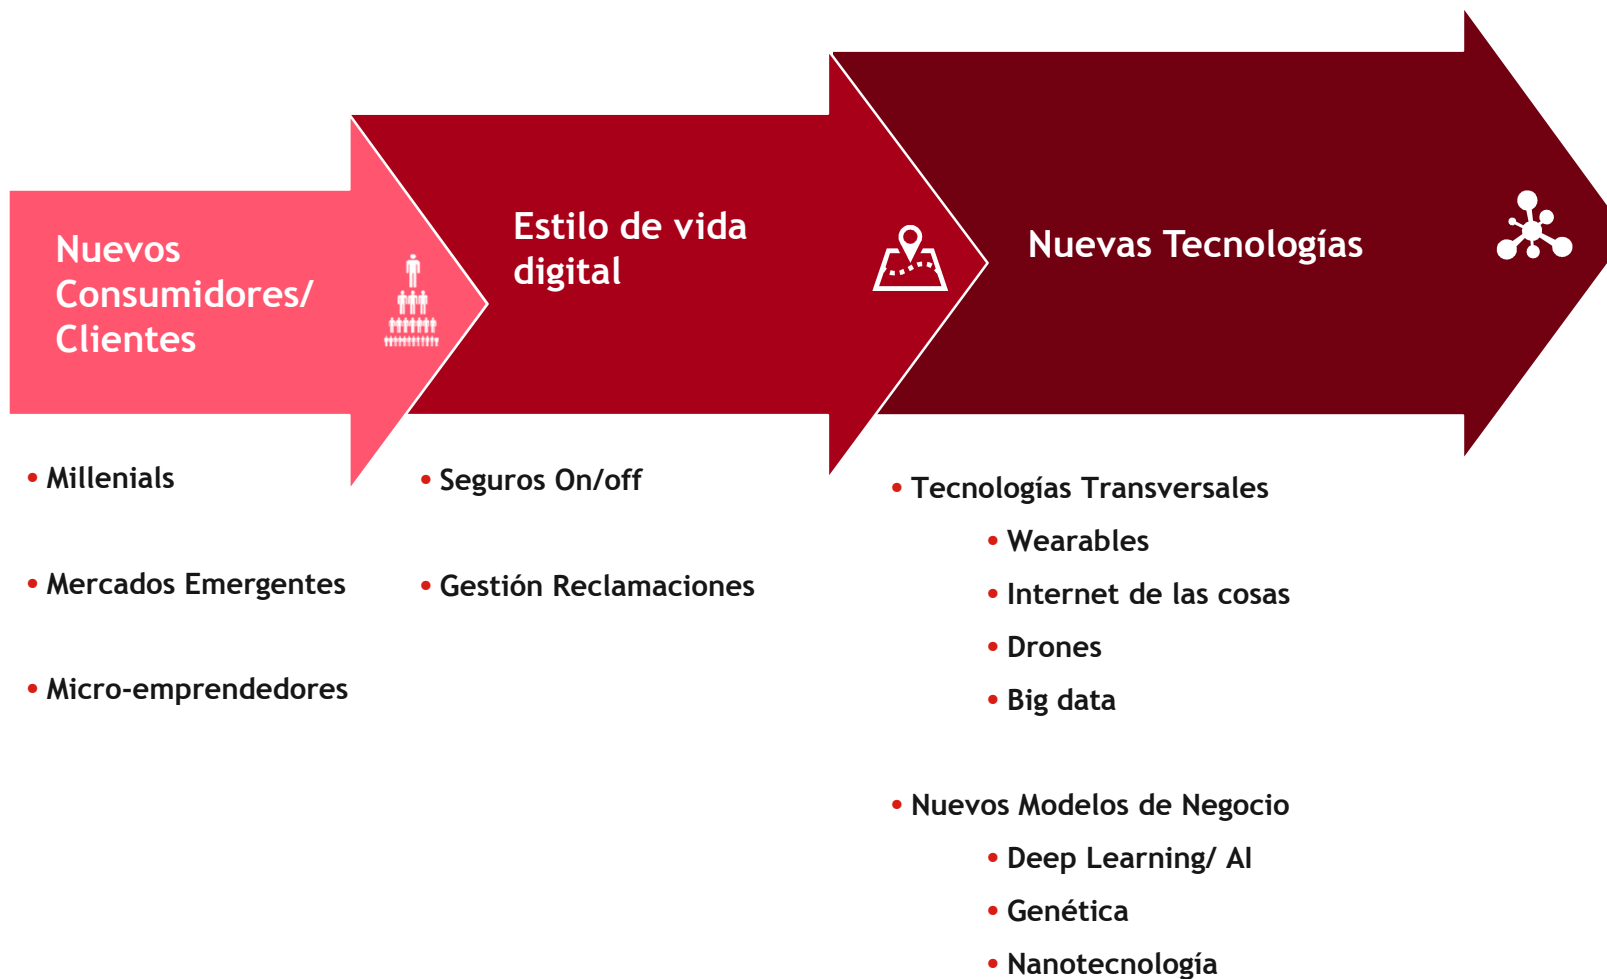 Nuevos
Consumidores/
Clientes
Estilo de vida
digital
Nuevas Tecnologías
• Millenials
• Mercados Emergentes
• Micro-emprendedores
• Seguros On/off
• Gestión Reclamaciones
• Tecnologías Transversales
• Wearables
• Internet de las cosas
• Drones
• Big data
• Nuevos Modelos de Negocio
• Deep Learning/ AI
• Genética
• Nanotecnología